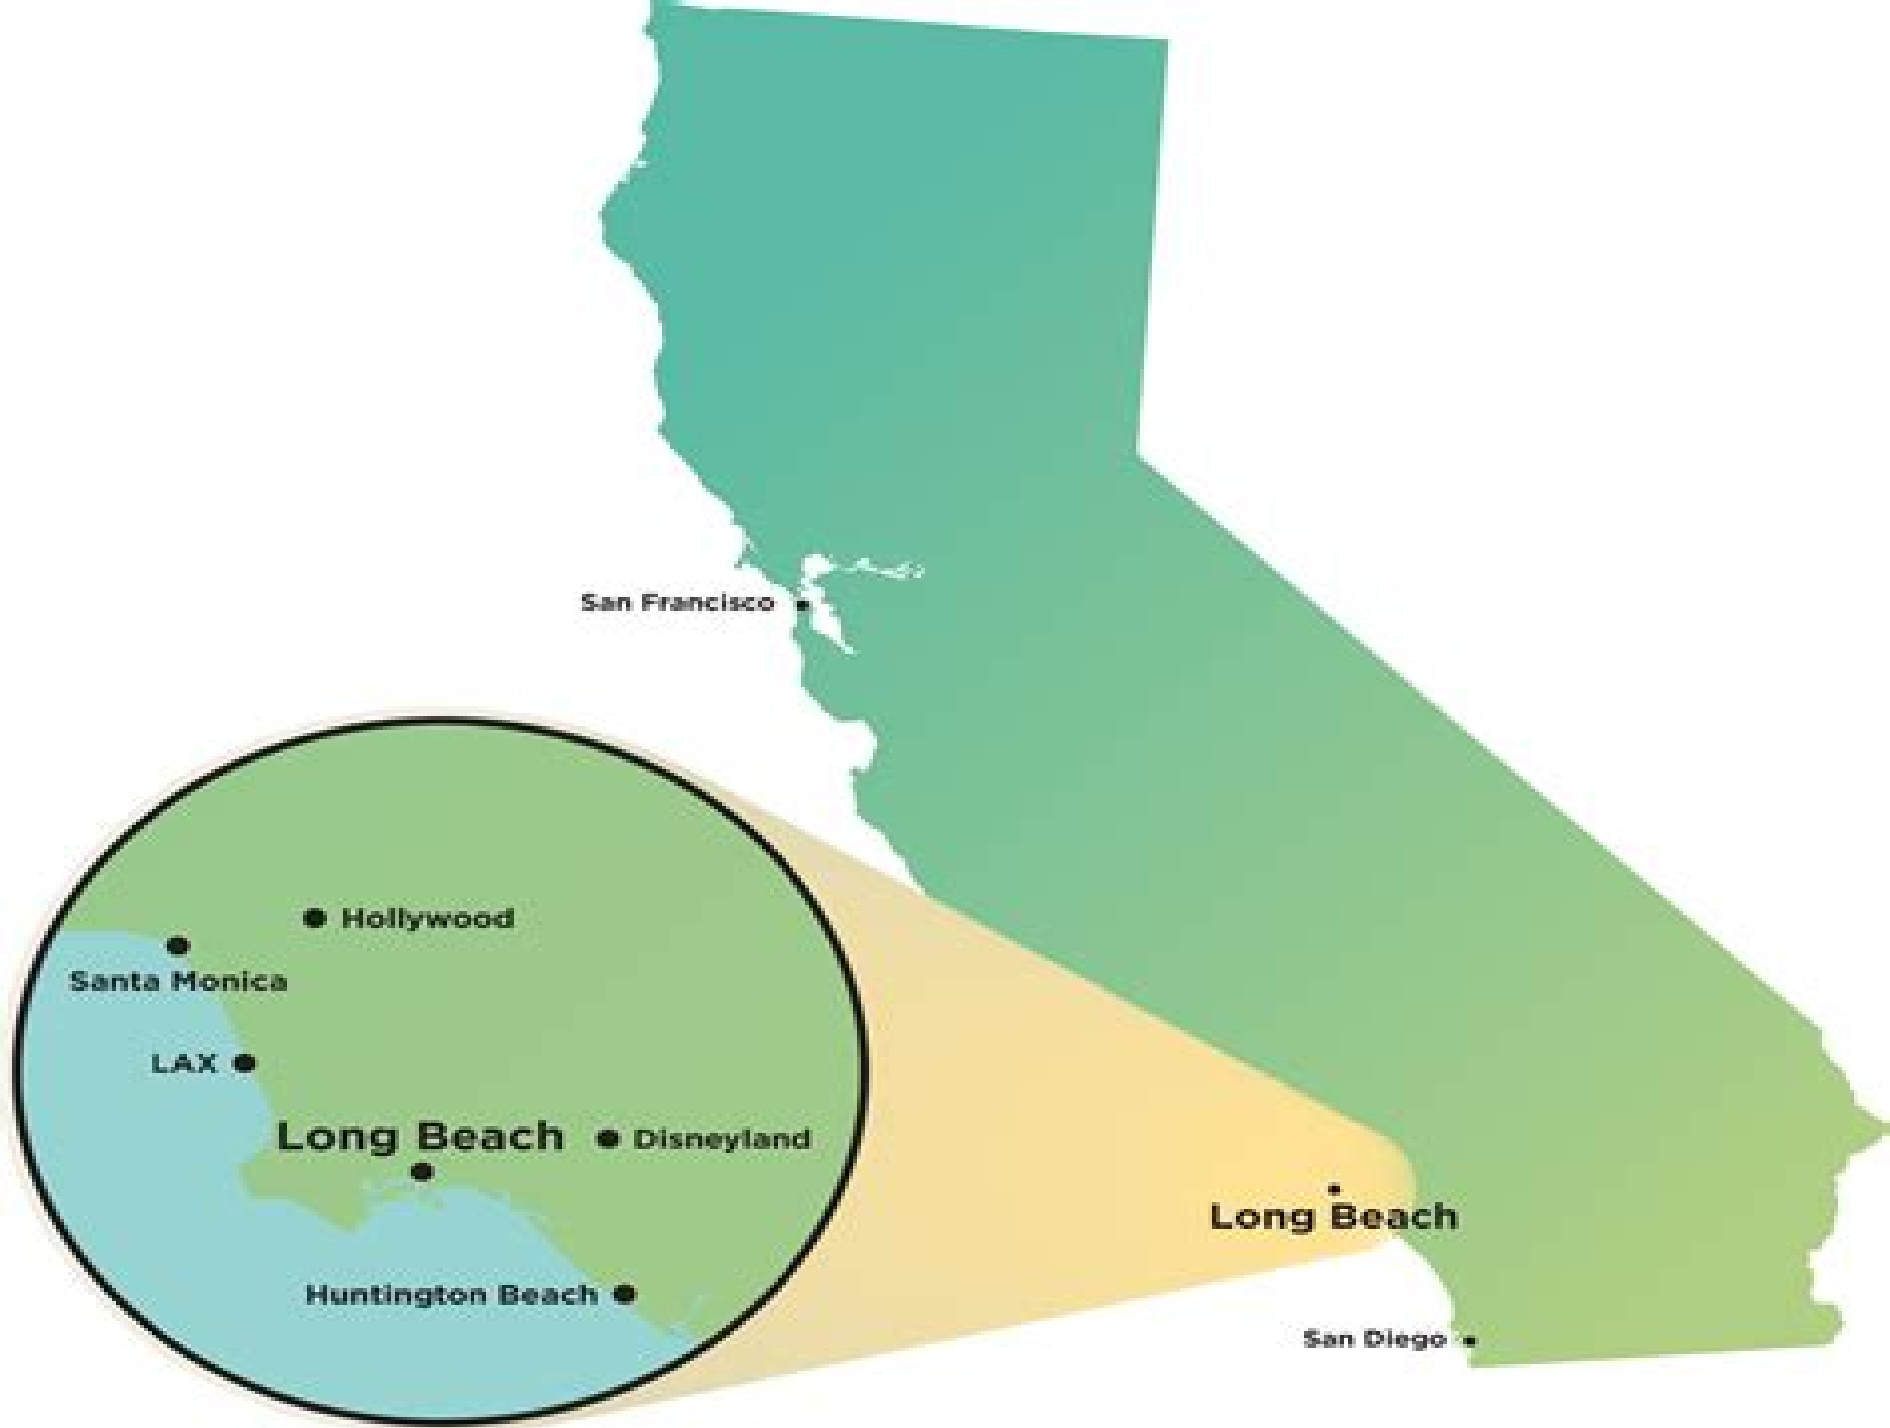 San Francisco
Hollywood
Santa Monica
LAX
Long Beach
Disneyland
Long Beach
Huntington Beach
San Diego